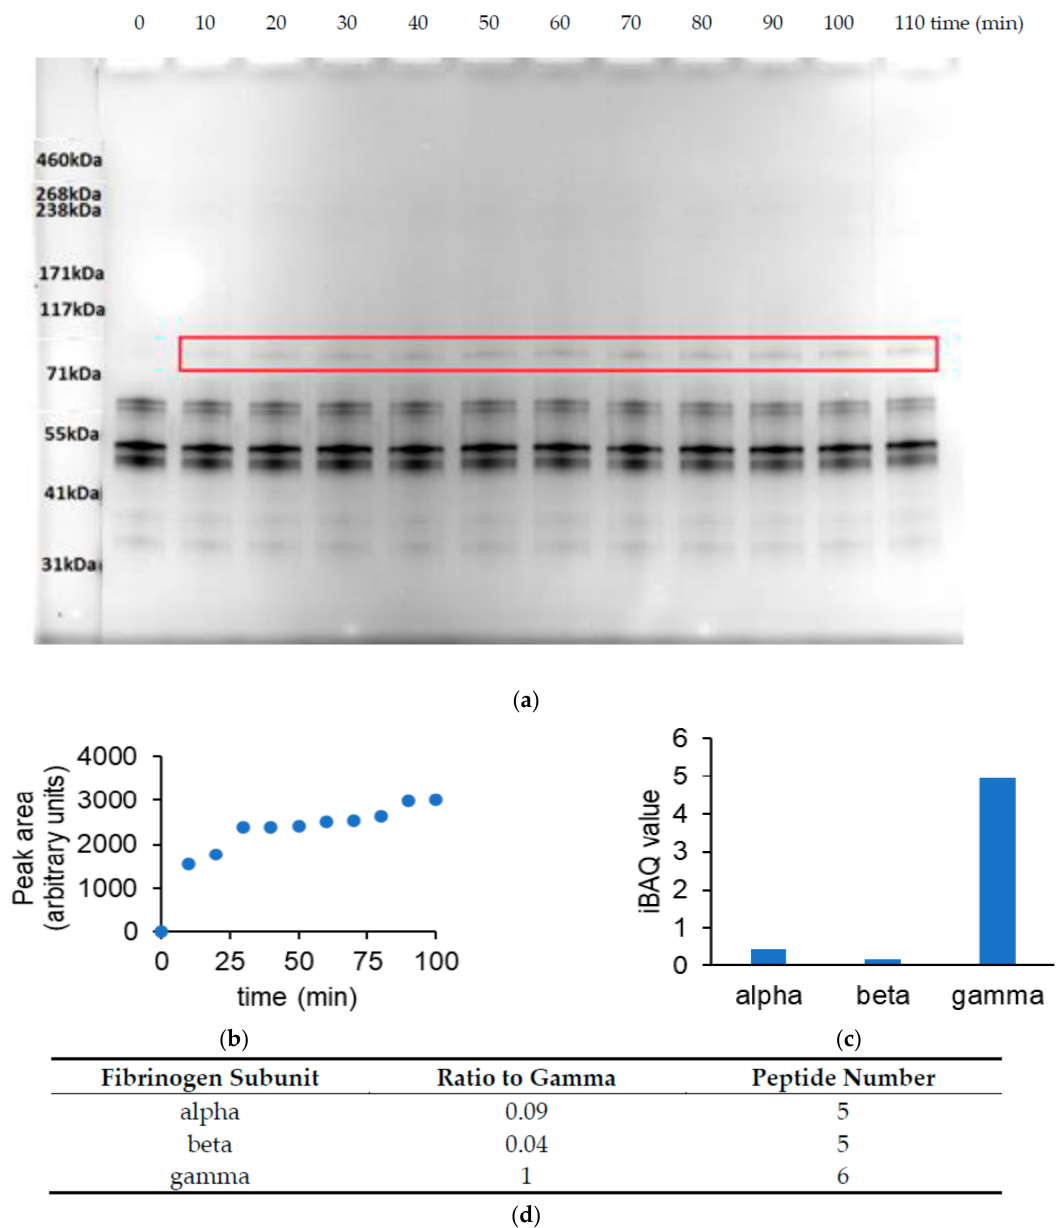 0 10 20 30 40 50 60 70 80 90 100 110 time (min)
460kDa
268kDa
238kDa
171kDa
117kDa
71kDa
55kDa
41kDa
31kDa
(a)
4000
3000
2000
1000
0
Peak area
(arbitrary units)
0 25 50 75 100
time (min)
(b)
6
5
4
3
2
1
0
iBAQ value
alpha beta gamma
(c)
Fibrinogen Subunit Ratio to Gamma Peptide Number
alpha 0.09 5
beta 0.04 5
gamma 1 6
(d)